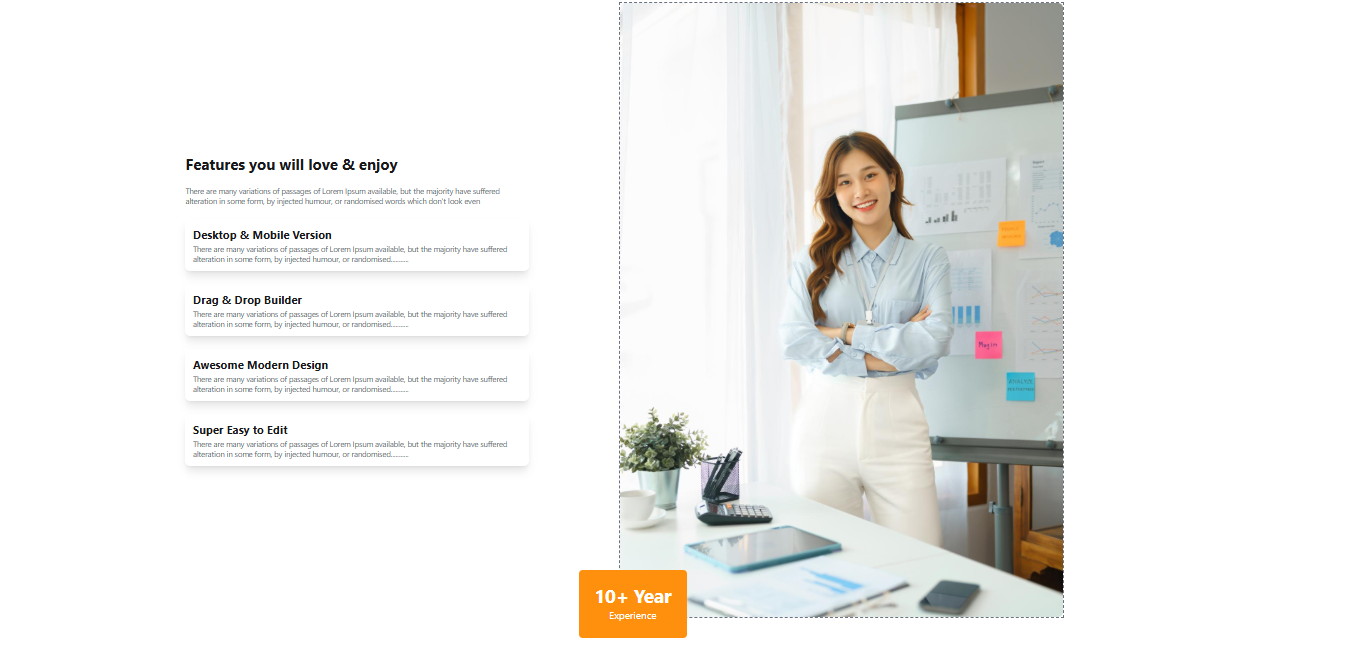 Features you will love & enjoy
There are many variations of passages of Lorem Ipsum available, but the majority have suffered
alteration in some form, by injected humour, or randomised words which don't look even
Desktop & Mobile Version
There are many variations of passages of Lorem Ipsum available, but the majority have suffered
alteration in some form, by injected humour, or randomised..........
Drag & Drop Builder
There are many variations of passages of Lorem Ipsum available, but the majority have suffered
alteration in some form, by injected humour, or randomised..........
Awesome Modern Design
There are many variations of passages of Lorem Ipsum available, but the majority have suffered
alteration in some form, by injected humour, or randomised..........
Super Easy to Edit
There are many variations of passages of Lorem Ipsum available, but the majority have suffered
alteration in some form, by injected humour, or randomised..........
10+ Year
Experience